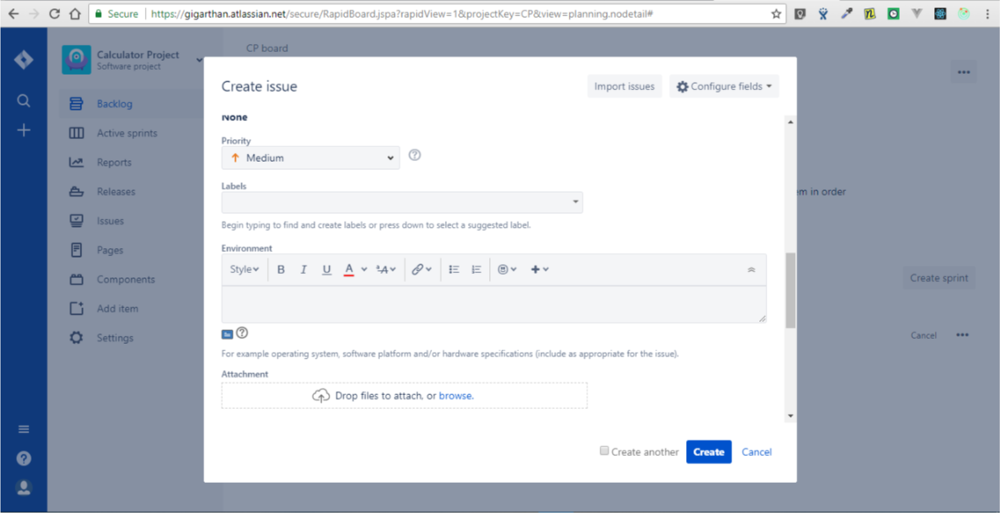 Secure | https://gigarthan.atlassian.net/secure/RapidBoard.jspa?rapidView=1&projectKey=CP&view=planning.nodetail#
Calculator Project
Software project
CP board
Backlog
Active sprints
Reports
Releases
Issues
Pages
Components
Add item
Settings
Create issue
Import issues
Configure fields
None
Priority
Medium
Labels
Begin typing to find and create labels or press down to select a suggested label.
Environment
Style B I U A
For example operating system, software platform and/or hardware specifications (include as appropriate for the issue).
Attachment
Drop files to attach, or browse.
Create another Create Cancel
em in order
Create sprint
Cancel